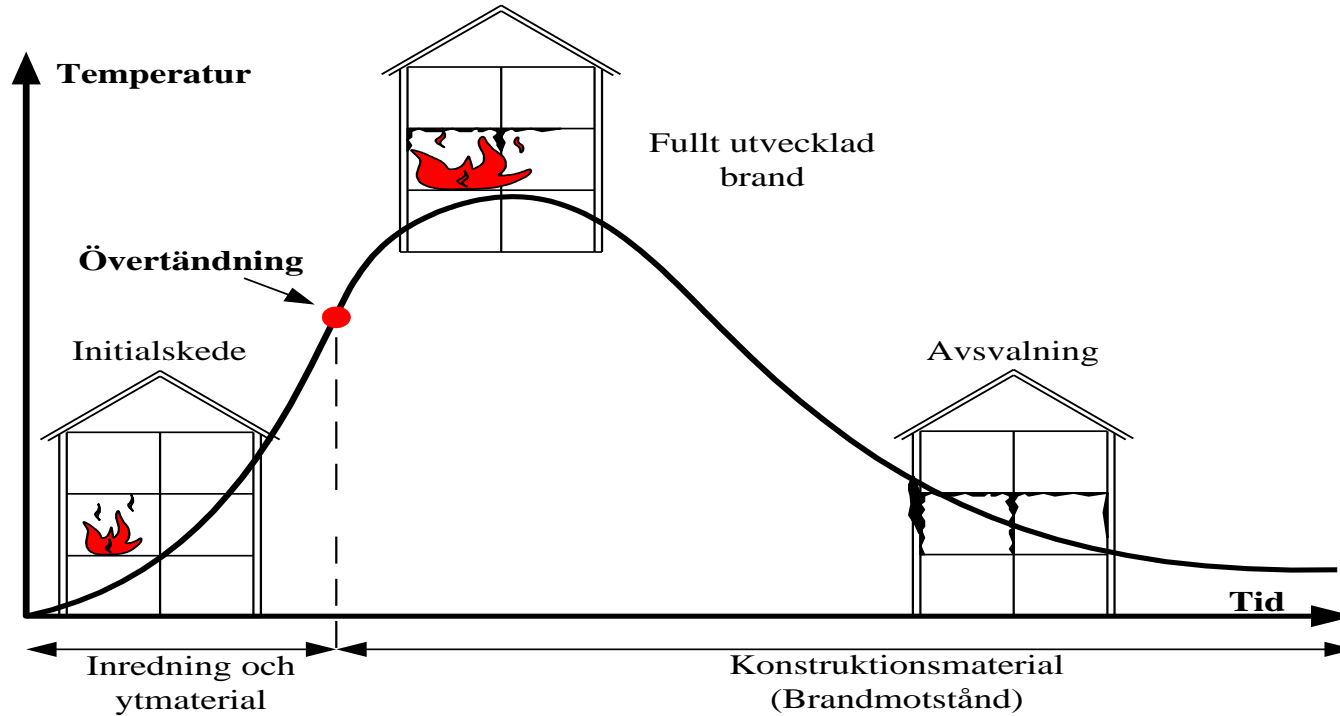 Temperatur
Fullt utvecklad
brand
Övertändning
Initialskede
Avsvalning
Tid
Inredning och
ytmaterial
Konstruktionsmaterial
(Brandmotstånd)